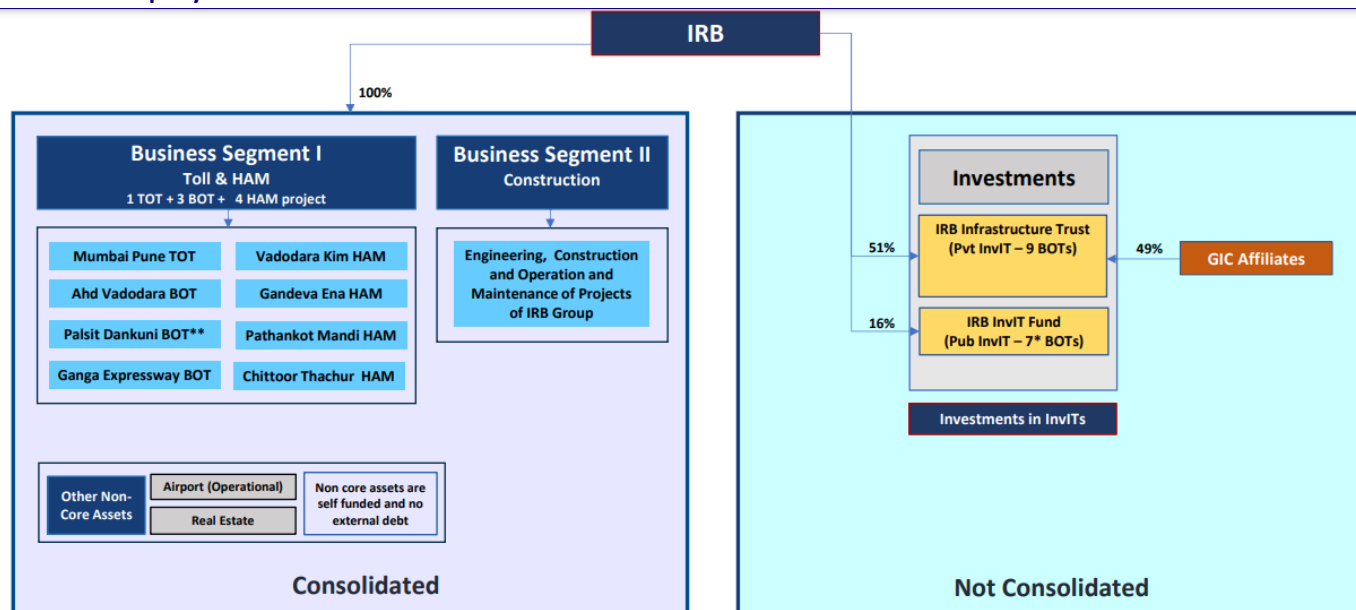 IRB
100%
Business Segment I
Toll & HAM
1 TOT + 3 BOT + 4 HAM project
Business Segment II
Construction
Mumbai Pune TOT
Vadodara Kim HAM
Ahd Vadodara BOT
Gandeva Ena HAM
Palsit Dankuni BOT**
Pathankot Mandi HAM
Ganga Expressway BOT
Chittoor Thachur HAM
Engineering, Construction
and Operation and
Maintenance of Projects
of IRB Group
Other Non-
Core Assets
Airport (Operational)
Real Estate
Non core assets are
self funded and no
external debt
Consolidated
Investments
51%
IRB Infrastructure Trust
(Pvt InvIT – 9 BOTs)
49%
GIC Affiliates
16%
IRB InvIT Fund
(Pub InvIT – 7* BOTs)
Investments in InvITs
Not Consolidated